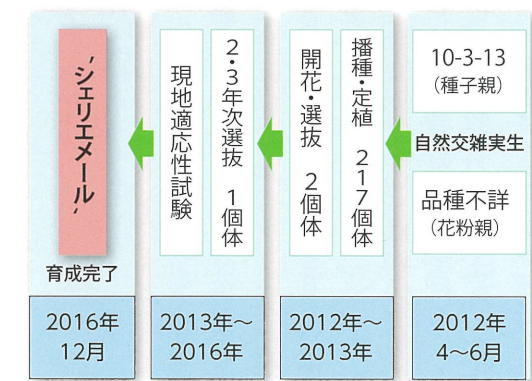 10-3-13
(種子親)
自然交雑実生
品種不詳
(花粉親)
2012年
4〜6月
播種・定植 217個体
開花・選抜 2個体
2012年〜
2013年
2・3年次選抜 1個体
現地適応性試験
2013年〜
2016年
‘シェリエメール’
育成完了
2016年
12月